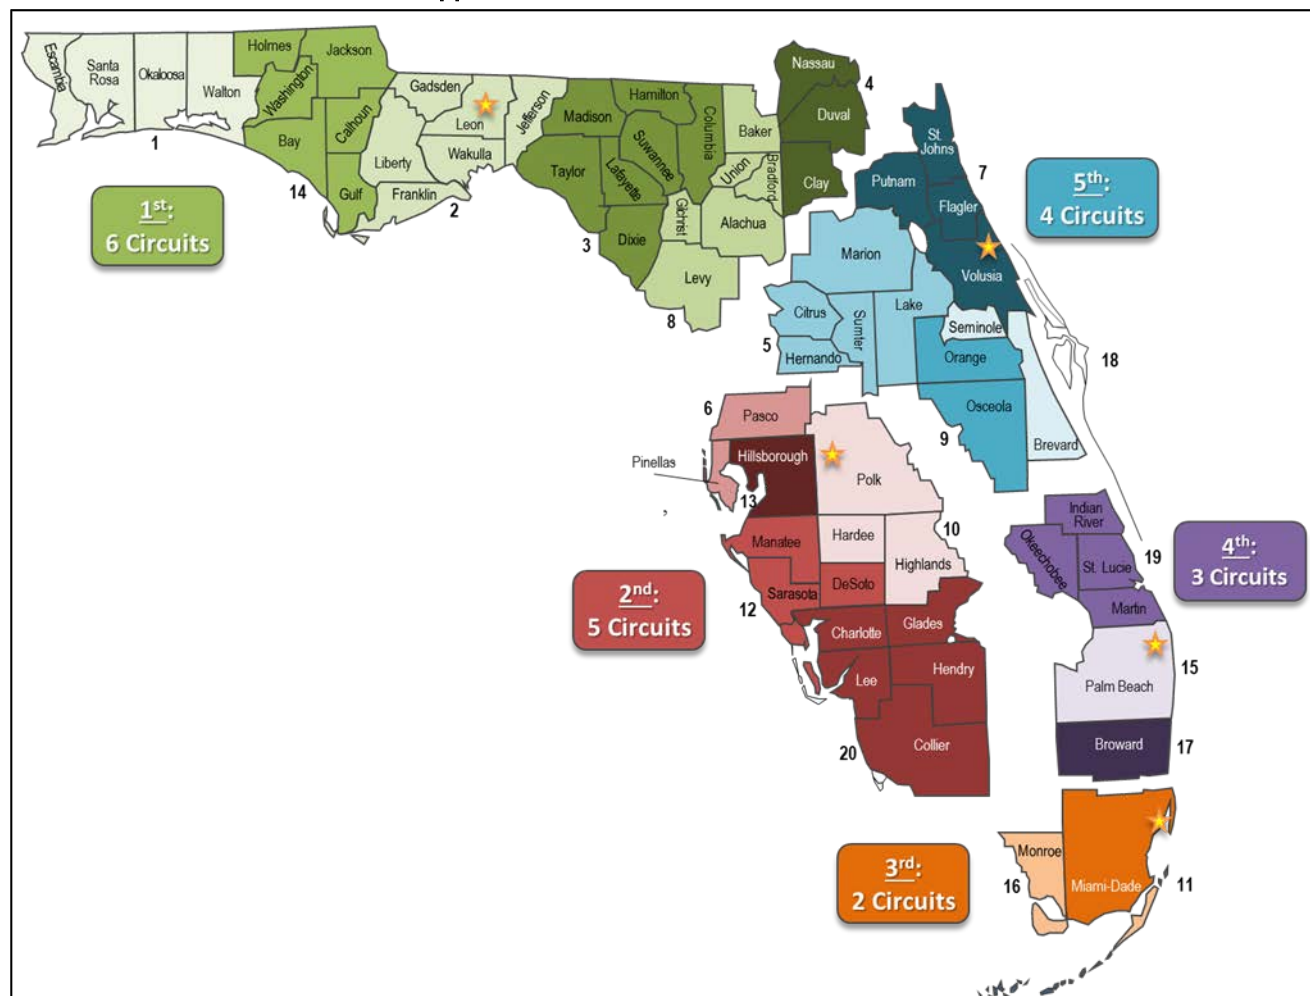 Escambia
Santa
Rosa
Okaloosa
Walton
Holmes
Jackson
Washington
Bay
Calhoun
Gulf
Gadsden
Leon
Liberty
Wakulla
Franklin
Jefferson
Madison
Hamilton
Taylor
Suwannee
Lafayette
Columbia
Dixie
Baker
Union
Bradford
Gilchrist
Alachua
Levy
Nassau
Duval
Clay
1
14
2
3
8
4
1st:
6 Circuits
St.
Johns
Putnam
Flagler
Volusia
7
5th:
4 Circuits
Marion
Citrus
Sumter
Lake
Hernando
5
Seminole
Orange
Osceola
Brevard
9
18
6
Pasco
Pinellas
Hillsborough
13
,
Polk
Hardee
Highlands
10
Manatee
Sarasota
DeSoto
12
2nd:
5 Circuits
Charlotte
Glades
Lee
Hendry
Collier
20
Indian
River
Okeechobee
St. Lucie
Martin
19
4th:
3 Circuits
Palm Beach
15
Broward
17
3rd:
2 Circuits
Monroe
16
Miami-Dade
11